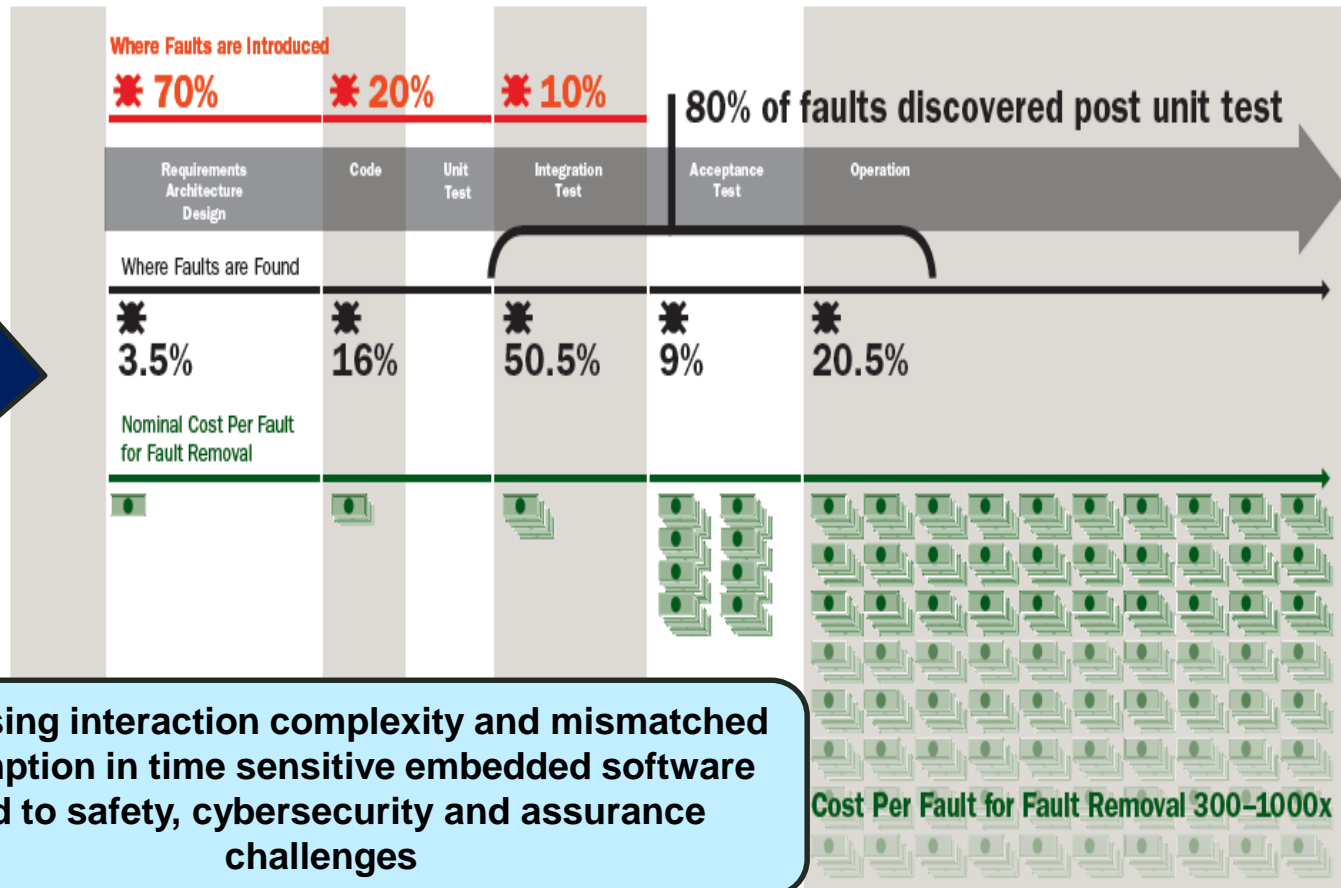 Where Faults are Introduced
70%
20%
10%
80% of faults discovered post unit test
Requirements
Architecture
Design
Code
Unit
Test
Integration
Test
Acceptance
Test
Operation
Where Faults are Found
3.5%
16%
50.5%
9%
20.5%
Nominal Cost Per Fault
for Fault Removal
interaction complexity and mismatched
in time sensitive embedded software
to safety, cybersecurity and assurance
challenges
Cost Per Fault for Fault Removal 300–1000x